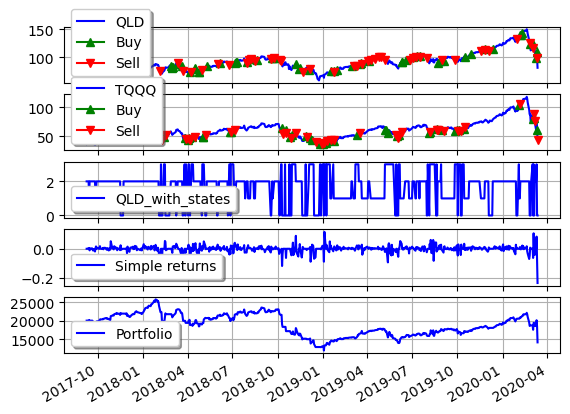 QLD
Buy
Sell
150
100
TQQQ
Buy
Sell
100
50
2
0
QLD_with_states
0.0
−0.2
Simple returns
25000
20000
15000
Portfolio
2017-10
2018-01
2018-04
2018-07
2018-10
2019-01
2019-04
2019-07
2019-10
2020-01
2020-04